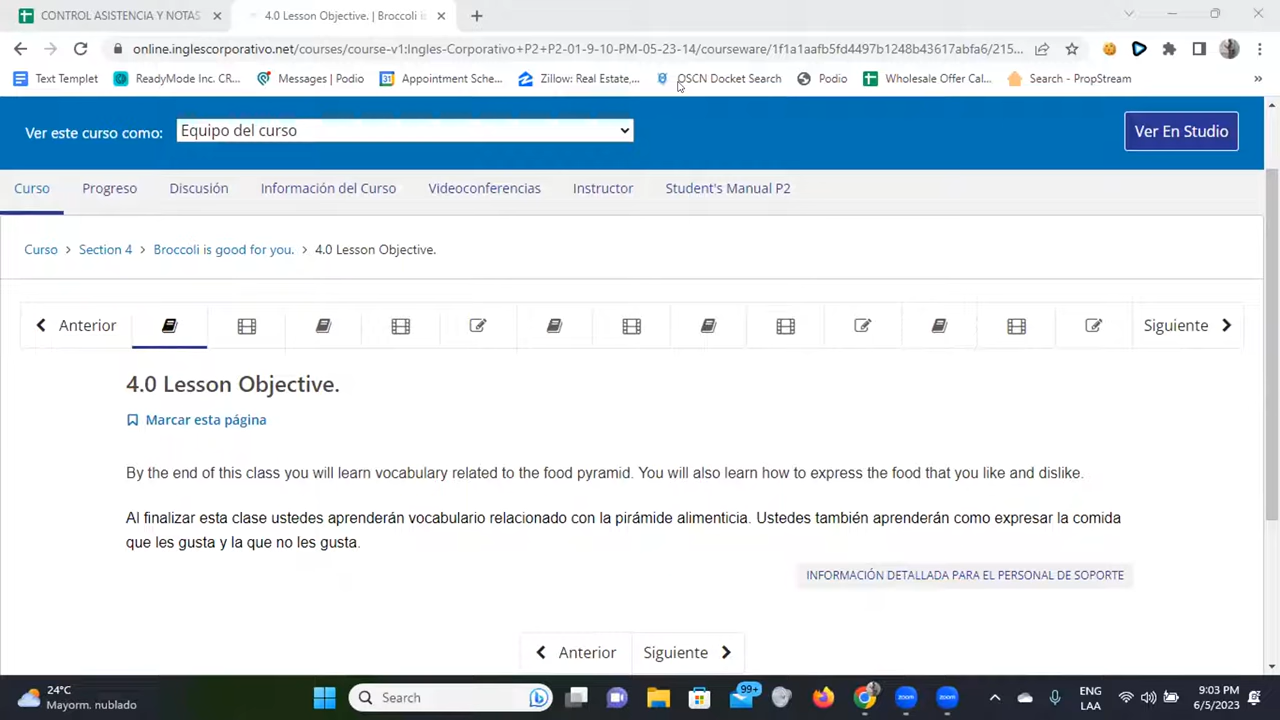 CONTROL ASISTENCIA Y NOTAS
4.0 Lesson Objective. | Broccoli is
online.inglescorporativo.net/courses/course-v1:Ingles-Corporativo+P2+P2-01-9-10-PM-05-23-14/courseware/1f1a1aafb5fd4497b1248b43617abfa6/215...
Text Templet ReadyMode Inc. CR... Messages | Podio Appointment Sche... Zillow: Real Estate,... OSCN Docket Search Podio Wholesale Offer Cal... Search - PropStream »
Ver este curso como: Equipo del curso Ver En Studio
Curso Progreso Discusión Información del Curso Videoconferencias Instructor Student's Manual P2
Curso > Section 4 > Broccoli is good for you. > 4.0 Lesson Objective.
Anterior Siguiente
4.0 Lesson Objective.
Marcar esta página
By the end of this class you will learn vocabulary related to the food pyramid. You will also learn how to express the food that you like and dislike.
Al finalizar esta clase ustedes aprenderán vocabulario relacionado con la pirámide alimenticia. Ustedes también aprenderán como expresar la comida
que les gusta y la que no les gusta.
INFORMACIÓN DETALLADA PARA EL PERSONAL DE SOPORTE
Anterior Siguiente
24°C
Mayorm. nublado
Search
99+
ENG
LAA
9:03 PM
6/5/2023